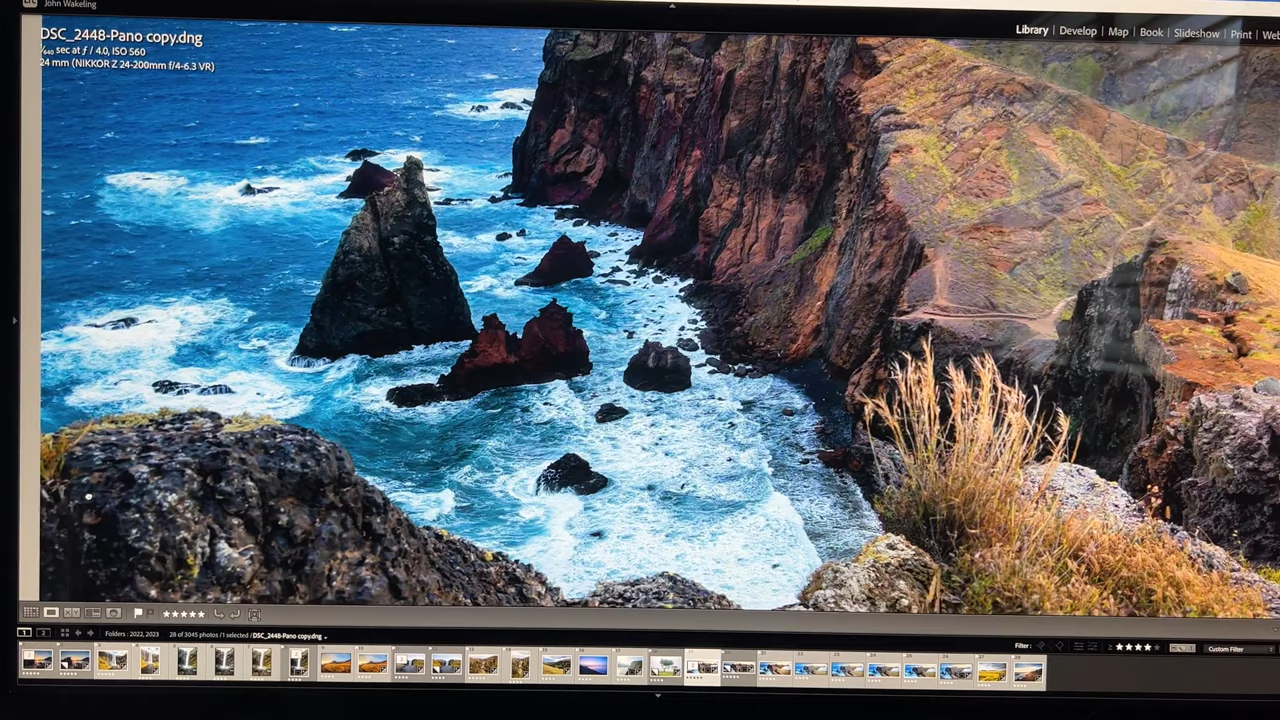 John Wakeling
DSC_2448-Pano copy.dng
1/640 sec at f / 4.0, ISO 560
24 mm (NIKKOR Z 24-200mm f/4-6.3 VR)
Library | Develop | Map | Book | Slideshow | Print | Web
1 2 Folders : 2022, 2023 28 of 3045 photos / 1 selected / DSC_2448-Pano copy.dng
Filter : Custom Filter